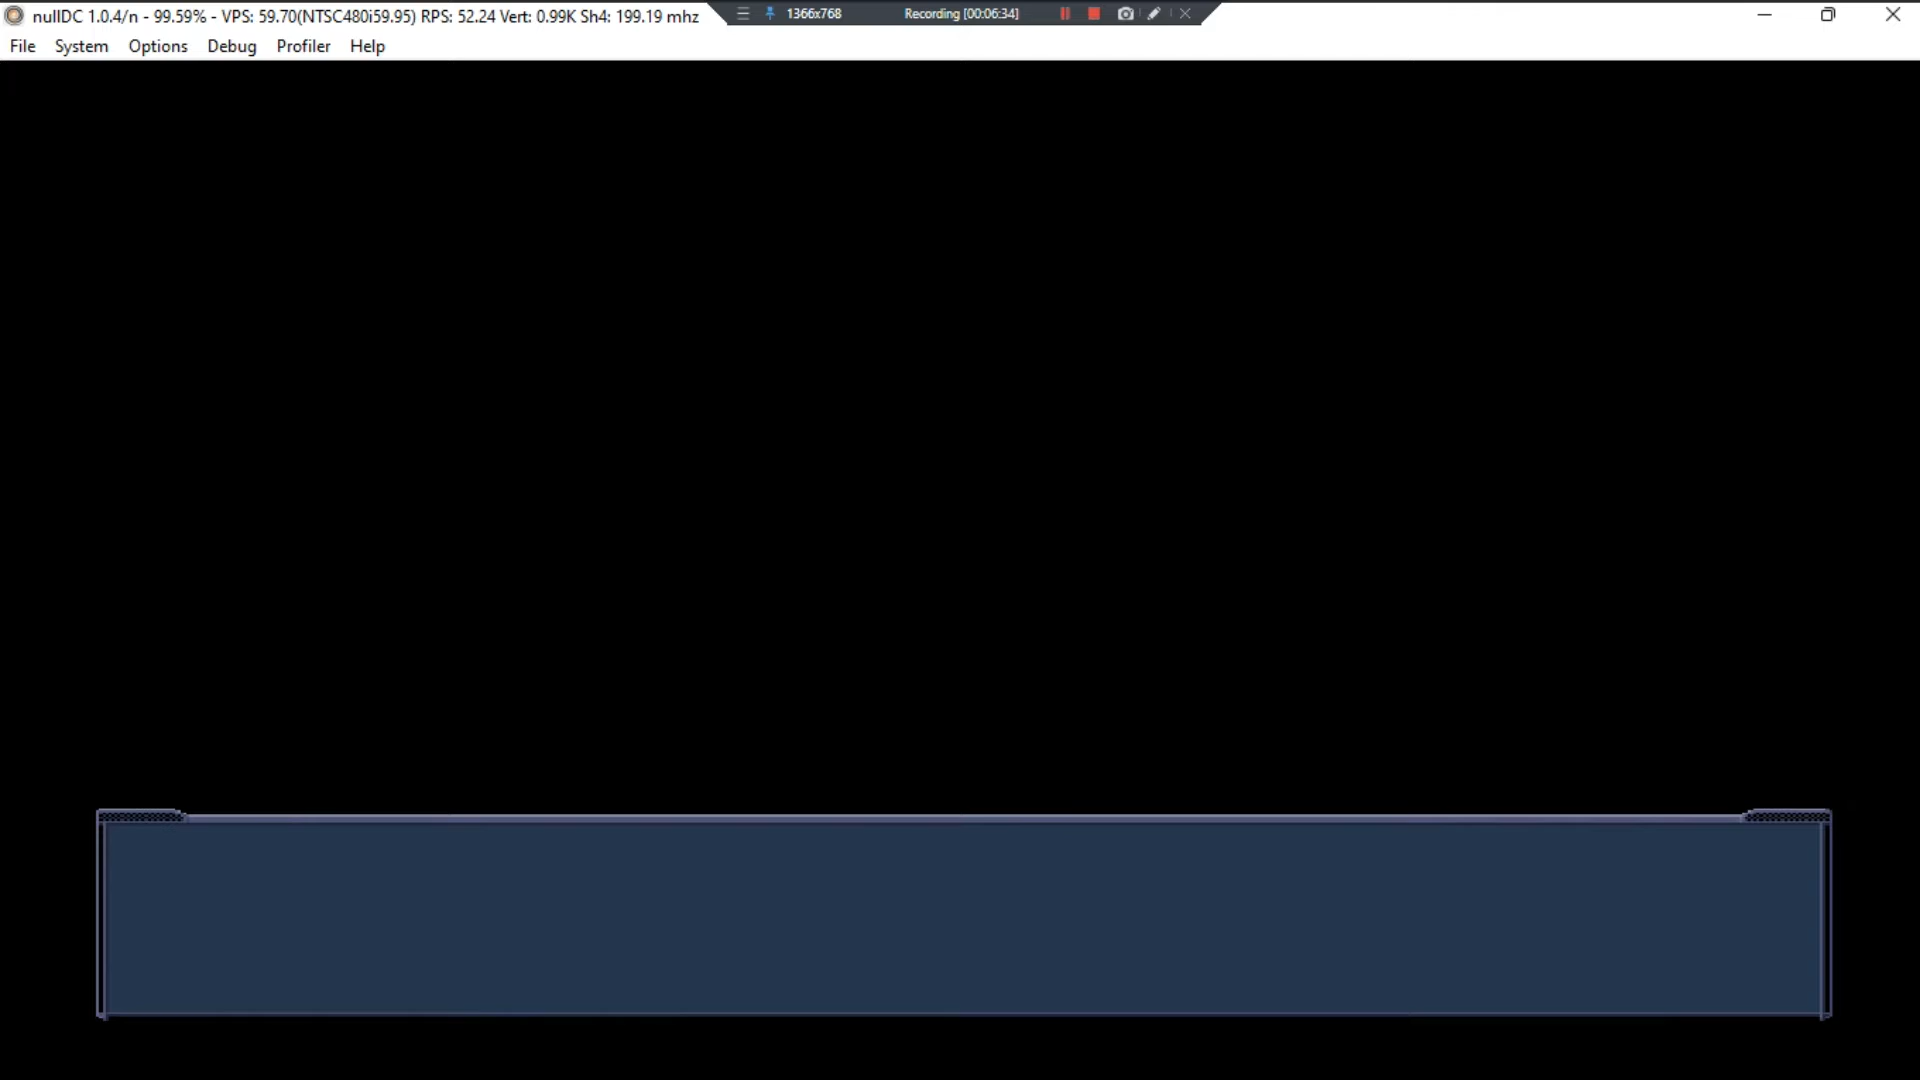 nullDC 1.0.4/n - 99.59% - VPS: 59.70(NTSC480i59.95) RPS: 52.24 Vert: 0.99K Sh4: 199.19 mhz
1366x768 Recording [00:06:34]
File System Options Debug Profiler Help